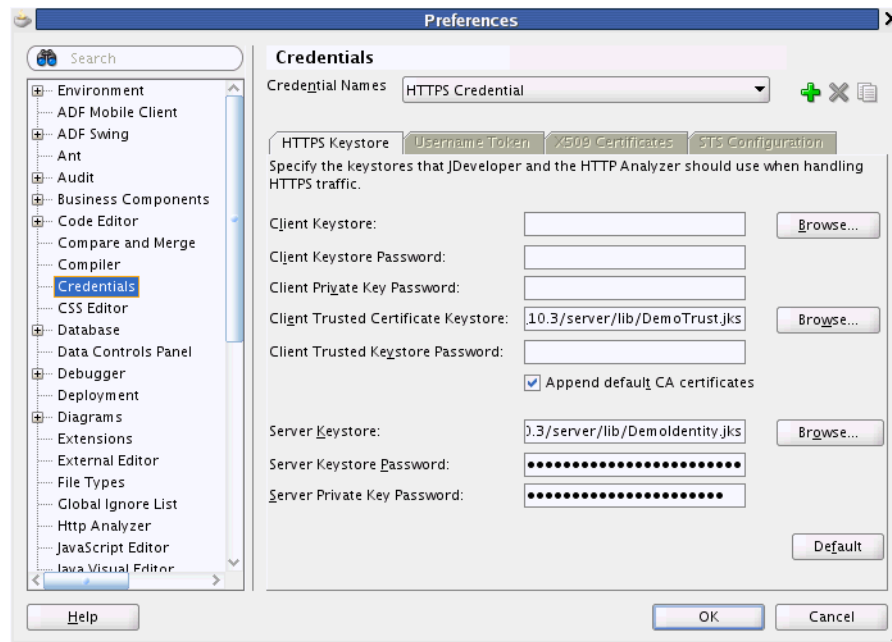 Preferences
Search
Environment
ADF Mobile Client
ADF Swing
Ant
Audit
Business Components
Code Editor
Compare and Merge
Compiler
Credentials
CSS Editor
Database
Data Controls Panel
Debugger
Deployment
Diagrams
Extensions
External Editor
File Types
Global Ignore List
Http Analyzer
JavaScript Editor
Java Visual Editor
Credentials
Credential Names HTTPS Credential
HTTPS Keystore Username Token X509 Certificates STS Configuration
Specify the keystores that JDeveloper and the HTTP Analyzer should use when handling
HTTPS traffic.
Client Keystore: Browse...
Client Keystore Password:
Client Private Key Password:
Client Trusted Certificate Keystore: .10.3/server/lib/DemoTrust.jks Browse...
Client Trusted Keystore Password:
Append default CA certificates
Server Keystore: 0.3/server/lib/DemoIdentity.jks Browse...
Server Keystore Password: ••••••••••••••••••••••••
Server Private Key Password: ••••••••••••••••••••••
Default
Help OK Cancel